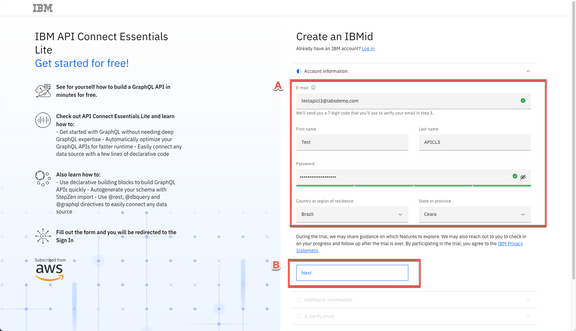 IBM
IBM API Connect Essentials
Lite
Get started for free!
See for yourself how to build a GraphQL API in
minutes for free.
Check out API Connect Essentials Lite and learn
how to:
- Get started with GraphQL without needing deep
GraphQL expertise - Automatically optimize your
GraphQL APIs for faster runtime - Easily connect any
data source with a few lines of declarative code
Also learn how to:
- Use declarative building blocks to build GraphQL
APIs quickly - Autogenerate your schema with
StepZen import - Use @rest, @dbquery and
@graphql directives to easily connect any data
source
Fill out the form and you will be redirected to the
Sign In
Subscribed from
aws
Create an IBMid
Already have an IBM account? Log in
Account information
A
E-mail
testapicl3@labsdemo.com
We'll send you a 7 digit code that you'll use to verify your email in step 3.
First name
Last name
Test
APICL3
Password
Country or region of residence
State or province
Brazil
Ceara
During the trial, we may share guidance on which features to explore. We may also reach out to you to check in
on your progress and follow up after the trial is over. By participating in the trial, you agree to the IBM Privacy
Statement.
B
Next
Additional information
3. Verify email